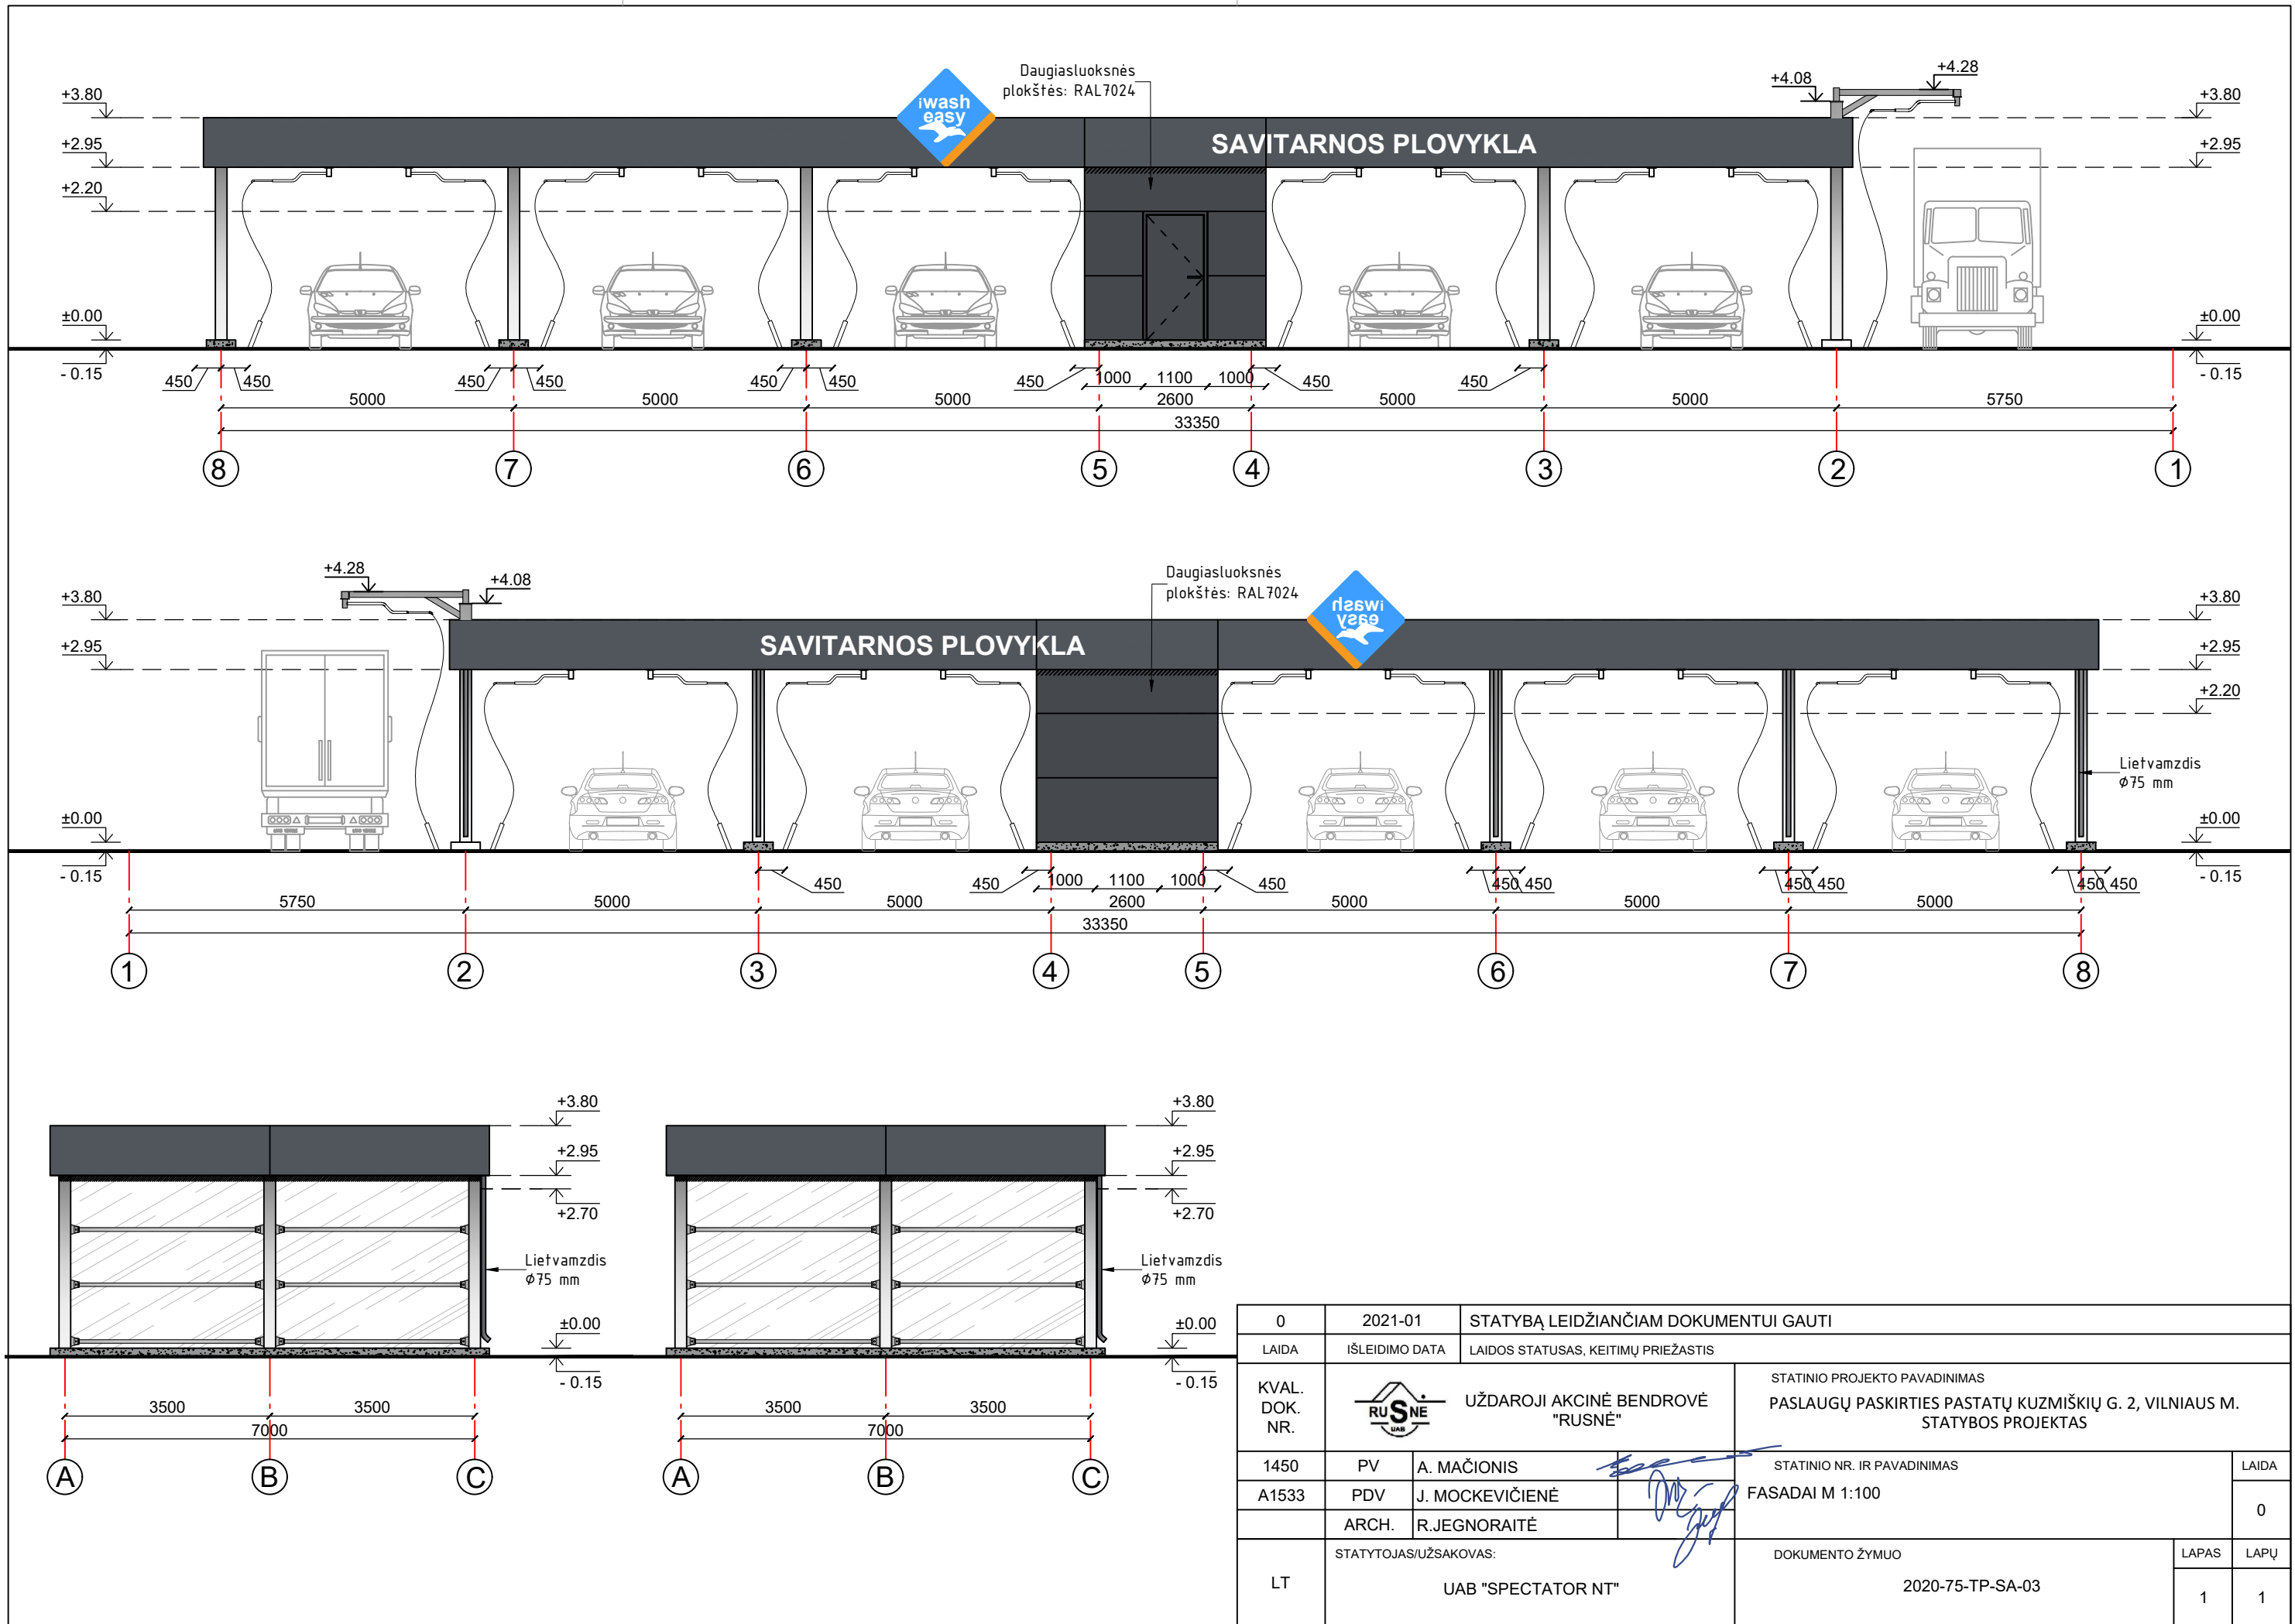 Daugiasluoksnės
plokštės: RAL7024
+4.08
+4.28
+3.80
+3.80
iwash
easy
SAVITARNOS PLOVYKLA
+2.95
+2.95
+2.20
±0.00
±0.00
- 0.15
- 0.15
450 450 450 450 450 450 450 1000 1100 1000 450 450
5000 5000 5000 2600 5000 5000 5750
33350
8 7 6 5 4 3 2 1
+4.28
+4.08
Daugiasluoksnės
plokštės: RAL7024
+3.80
+3.80
iwash
easy
SAVITARNOS PLOVYKLA
+2.95
+2.95
+2.20
Lietvamzdis
⌀75 mm
±0.00
±0.00
- 0.15
- 0.15
450 450 1000 1100 1000 450 450 450 450 450 450 450
5750 5000 5000 2600 5000 5000 5000
33350
1 2 3 4 5 6 7 8
+3.80
+2.95
+2.70
Lietvamzdis
⌀75 mm
±0.00
- 0.15
3500 3500
7000
A B C
+3.80
+2.95
+2.70
Lietvamzdis
⌀75 mm
±0.00
- 0.15
3500 3500
7000
A B C
0 2021-01 STATYBĄ LEIDŽIANČIAM DOKUMENTUI GAUTI
LAIDA IŠLEIDIMO DATA LAIDOS STATUSAS, KEITIMŲ PRIEŽASTIS
KVAL.
DOK.
NR.
RUSNE
UAB
UŽDAROJI AKCINĖ BENDROVĖ
"RUSNĖ"
STATINIO PROJEKTO PAVADINIMAS
PASLAUGŲ PASKIRTIES PASTATŲ KUZMIŠKIŲ G. 2, VILNIAUS M.
STATYBOS PROJEKTAS
1450 PV A. MAČIONIS
A1533 PDV J. MOCKEVIČIENĖ
ARCH. R.JEGNORAITĖ
STATINIO NR. IR PAVADINIMAS
FASADAI M 1:100
LAIDA
0
LT
STATYTOJAS/UŽSAKOVAS:
UAB "SPECTATOR NT"
DOKUMENTO ŽYMUO
2020-75-TP-SA-03
LAPAS LAPŲ
1 1